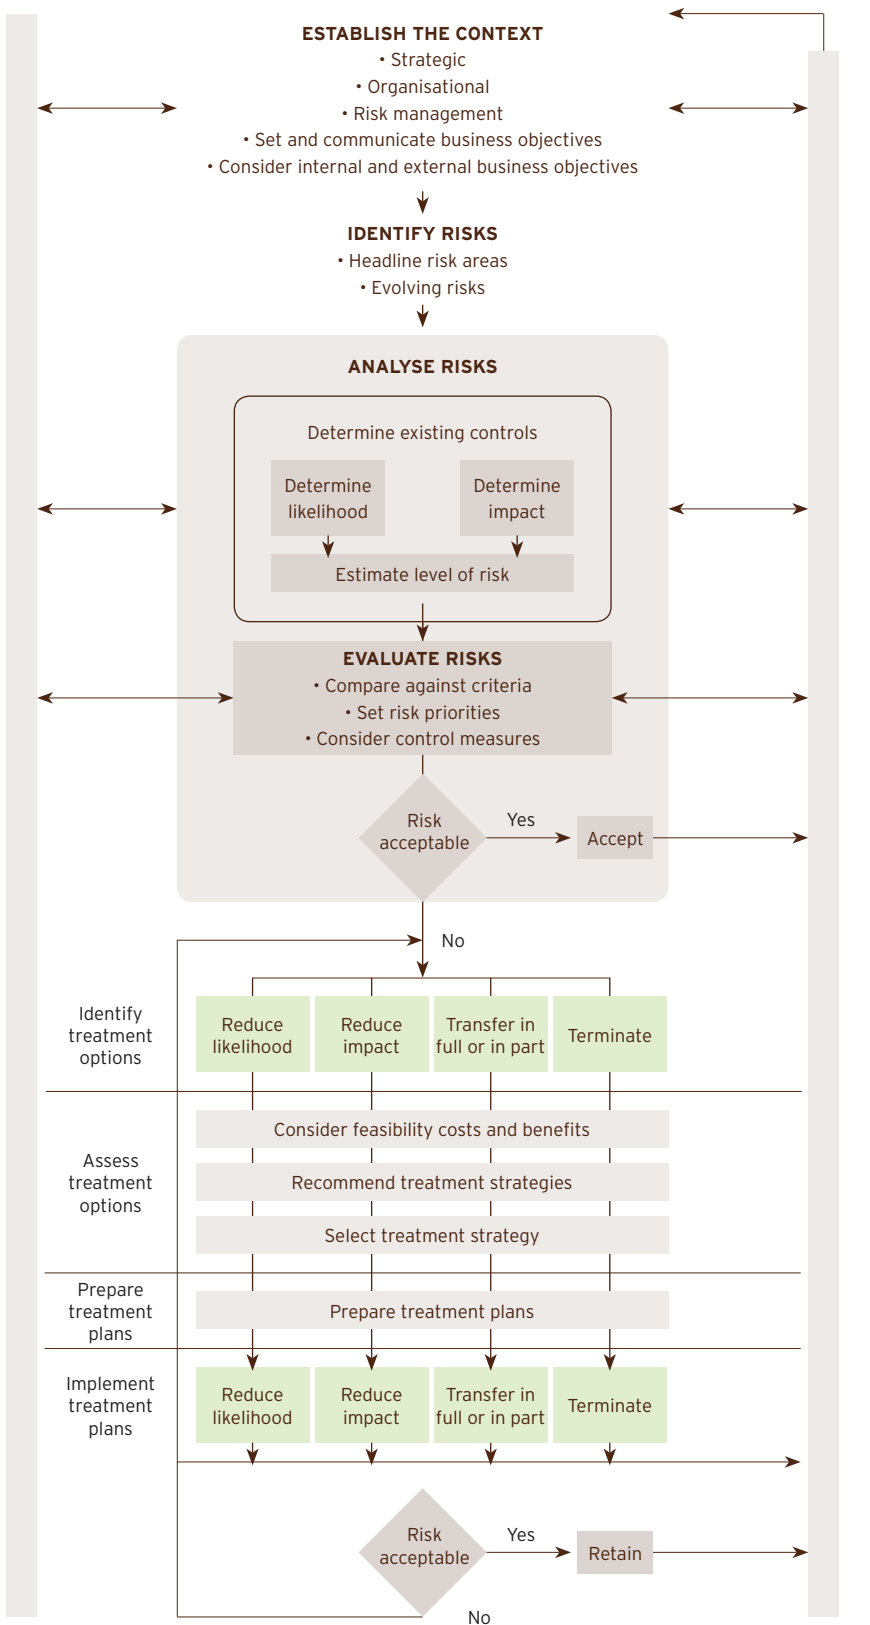 ESTABLISH THE CONTEXT
• Strategic
• Organisational
• Risk management
• Set and communicate business objectives
• Consider internal and external business objectives
IDENTIFY RISKS
• Headline risk areas
• Evolving risks
ANALYSE RISKS
Determine existing controls
Determine
likelihood
Determine
impact
Estimate level of risk
EVALUATE RISKS
• Compare against criteria
• Set risk priorities
• Consider control measures
Risk
acceptable
Yes
Accept
No
Identify
treatment
options
Reduce
likelihood
Reduce
impact
Transfer in
full or in part
Terminate
Assess
treatment
options
Consider feasibility costs and benefits
Recommend treatment strategies
Select treatment strategy
Prepare
treatment
plans
Prepare treatment plans
Implement
treatment
plans
Reduce
likelihood
Reduce
impact
Transfer in
full or in part
Terminate
Risk
acceptable
Yes
Retain
No